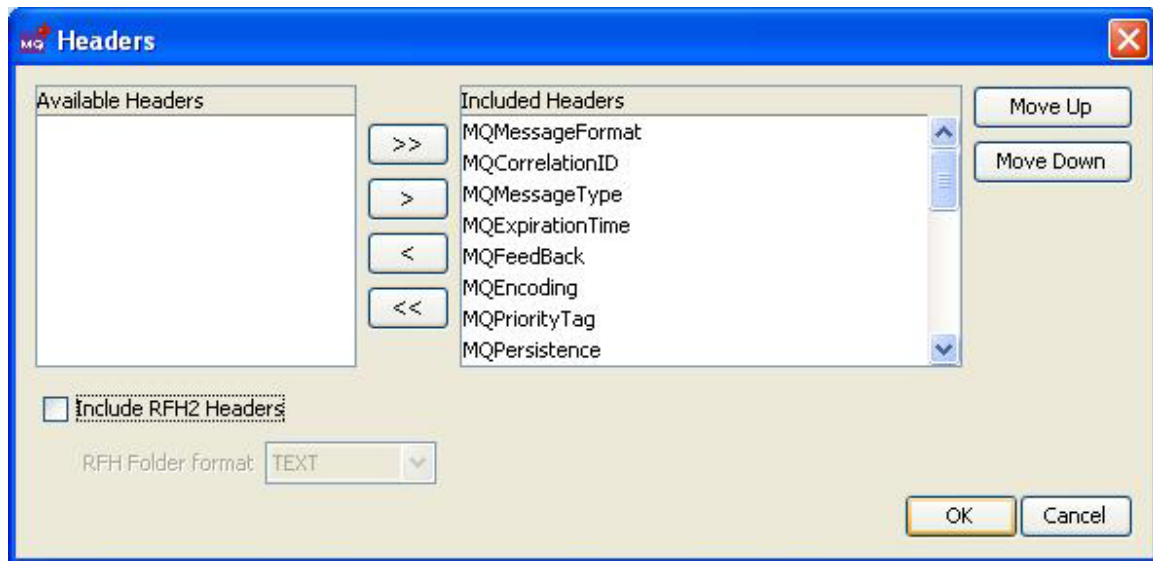 MQ Headers
Available Headers
Included Headers
Move Up
Move Down
>>
>
<
<<
MQMessageFormat
MQCorrelationID
MQMessageType
MQExpirationTime
MQFeedBack
MQEncoding
MQPriorityTag
MQPersistence
Include RFH2 Headers
RFH Folder format TEXT
OK Cancel